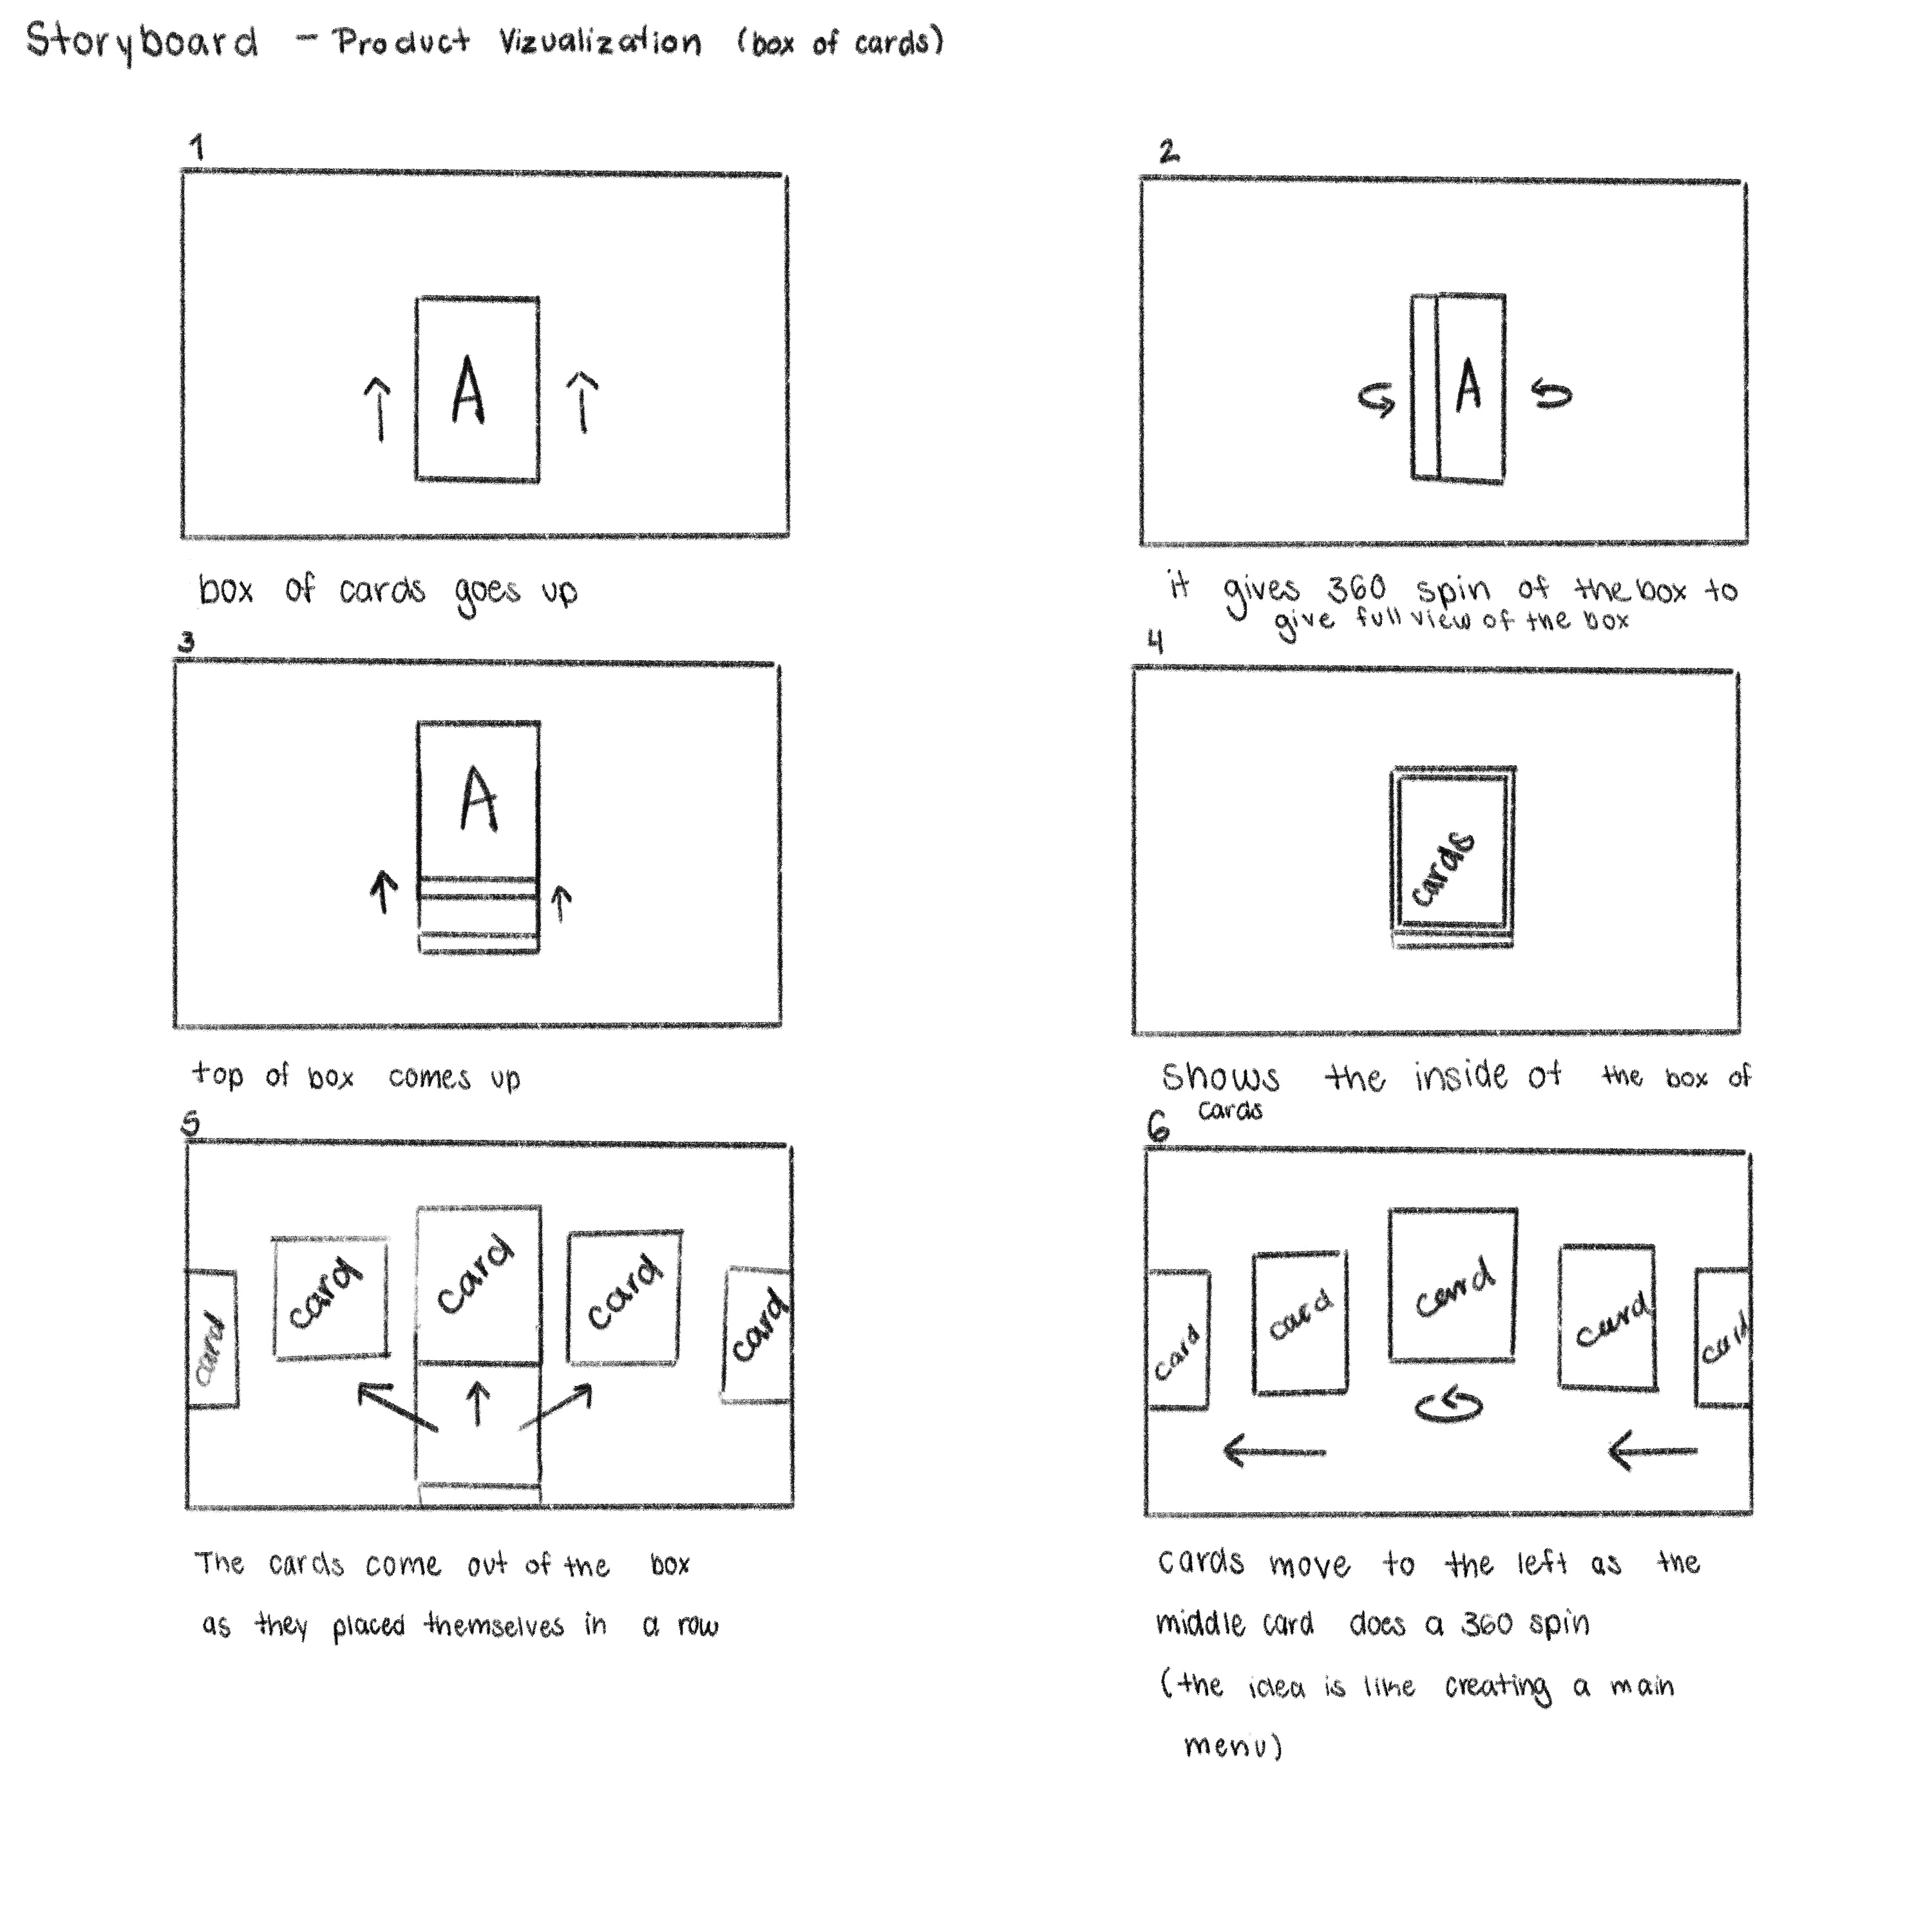 Storyboard - Product Vizualization (box of cards)
1
A
box of cards goes up
2
A
it gives 360 spin of the box to
give full view of the box
3
A
top of box comes up
4
cards
shows the inside of the box of
cards
5
card
card
card
card
card
The cards come out of the box
as they placed themselves in a row
6
card
card
card
card
card
cards move to the left as the
middle card does a 360 spin
(the idea is like creating a main
menu)